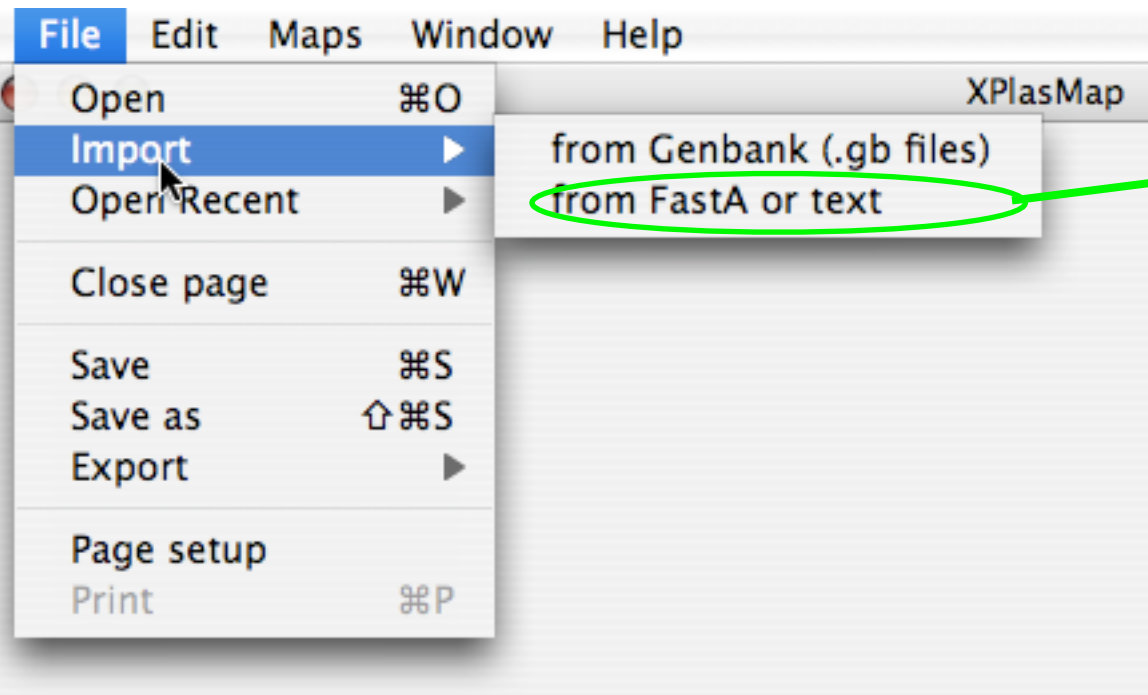 File Edit Maps Window Help
XPlasMap
Open ⌘O
Import
from Genbank (.gb files)
from FastA or text
Open Recent
Close page ⌘W
Save ⌘S
Save as ⇧⌘S
Export
Page setup
Print ⌘P